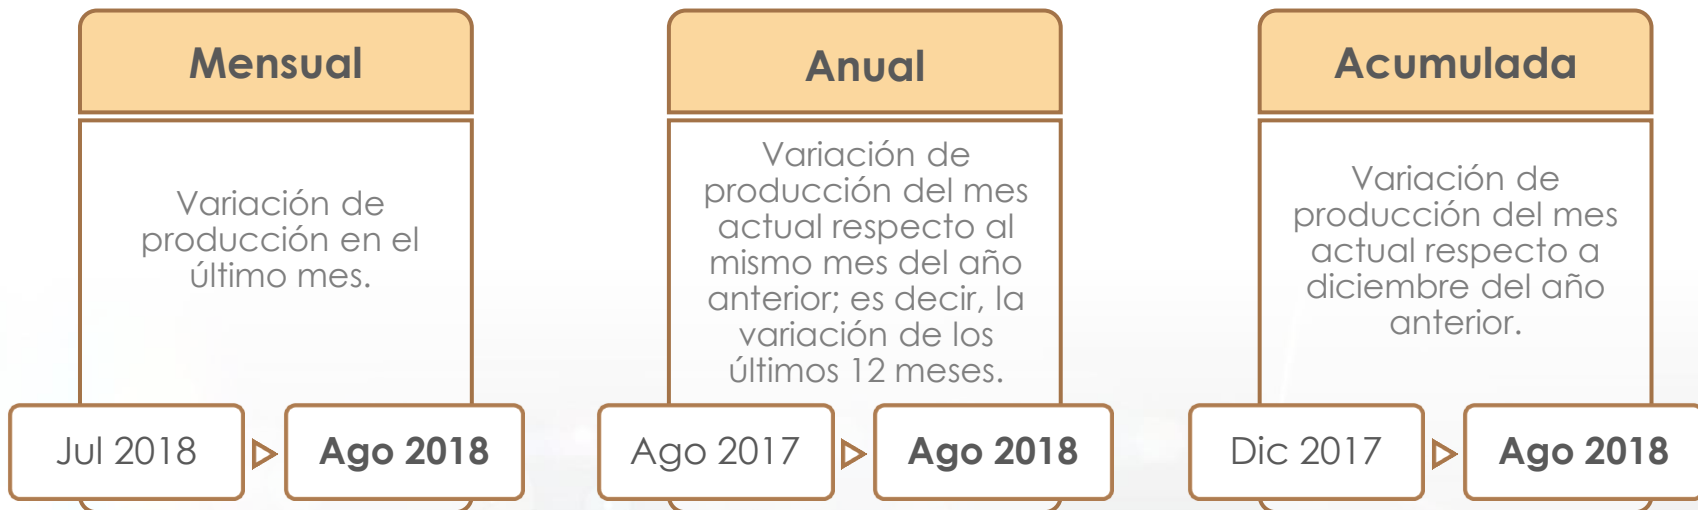 Mensual
Variación de
producción en el
último mes.
Jul 2018
Ago 2018
Anual
Variación de
producción del mes
actual respecto al
mismo mes del año
anterior; es decir, la
variación de los
últimos 12 meses.
Ago 2017
Ago 2018
Acumulada
Variación de
producción del mes
actual respecto a
diciembre del año
anterior.
Dic 2017
Ago 2018